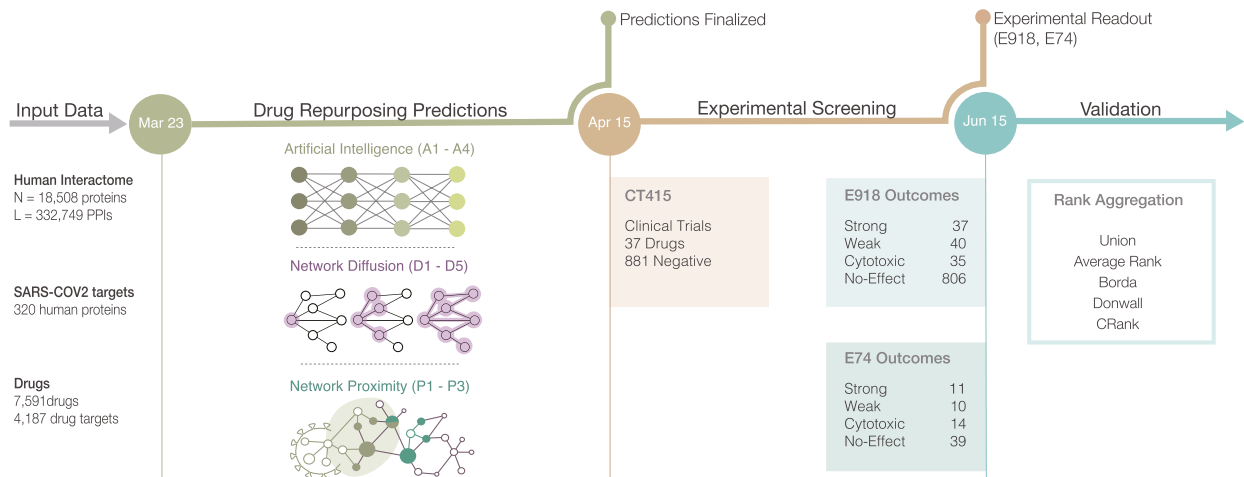 Predictions Finalized
Experimental Readout
(E918, E74)
Input Data
Mar 23
Drug Repurposing Predictions
Apr 15
Experimental Screening
Jun 15
Validation
Human Interactome
N = 18,508 proteins
L = 332,749 PPIs
SARS-COV2 targets
320 human proteins
Drugs
7,591drugs
4,187 drug targets
Artificial Intelligence (A1 - A4)
Network Diffusion (D1 - D5)
Network Proximity (P1 - P3)
CT415
Clinical Trials
37 Drugs
881 Negative
E918 Outcomes
Strong 37
Weak 40
Cytotoxic 35
No-Effect 806
E74 Outcomes
Strong 11
Weak 10
Cytotoxic 14
No-Effect 39
Rank Aggregation
Union
Average Rank
Borda
Donwall
CRank